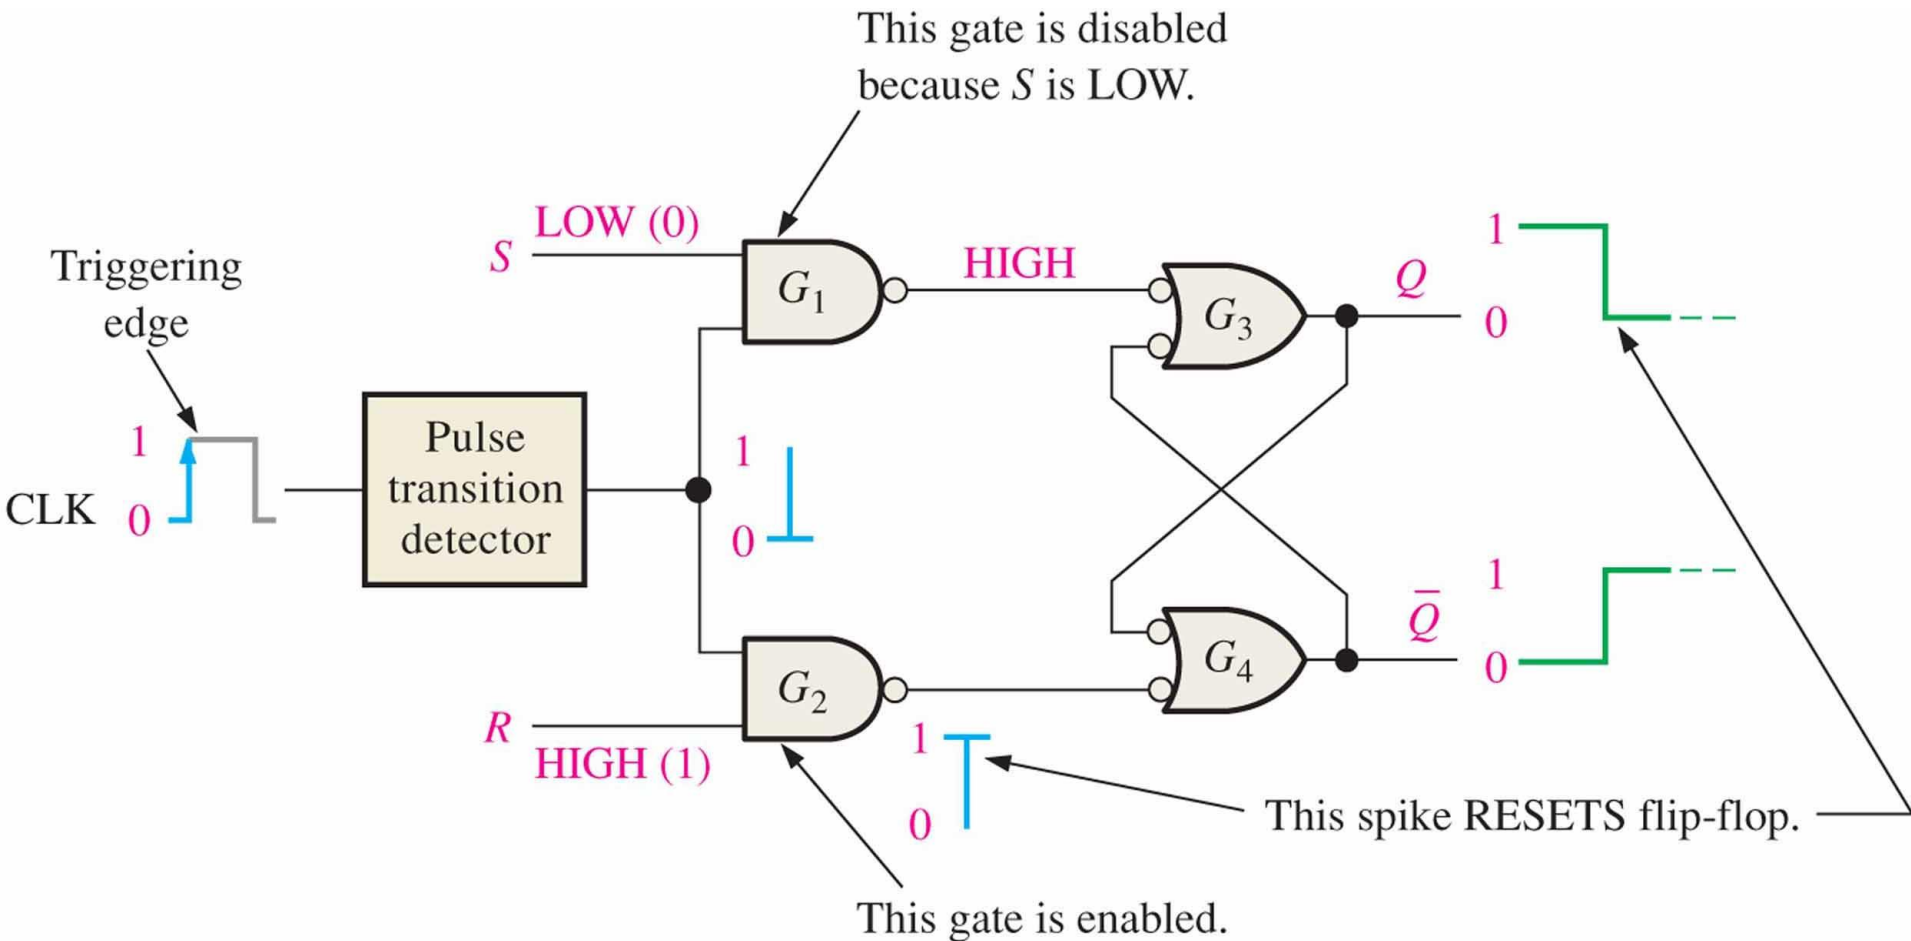 This gate is disabled
because S is LOW.
LOW (0)
S
Triggering
edge
G1
HIGH
G3
Q
1
0
1
CLK 0
Pulse
transition
detector
1
0
G2
R
HIGH (1)
1
0
G4
Q̄
1
0
This spike RESETS flip-flop.
This gate is enabled.